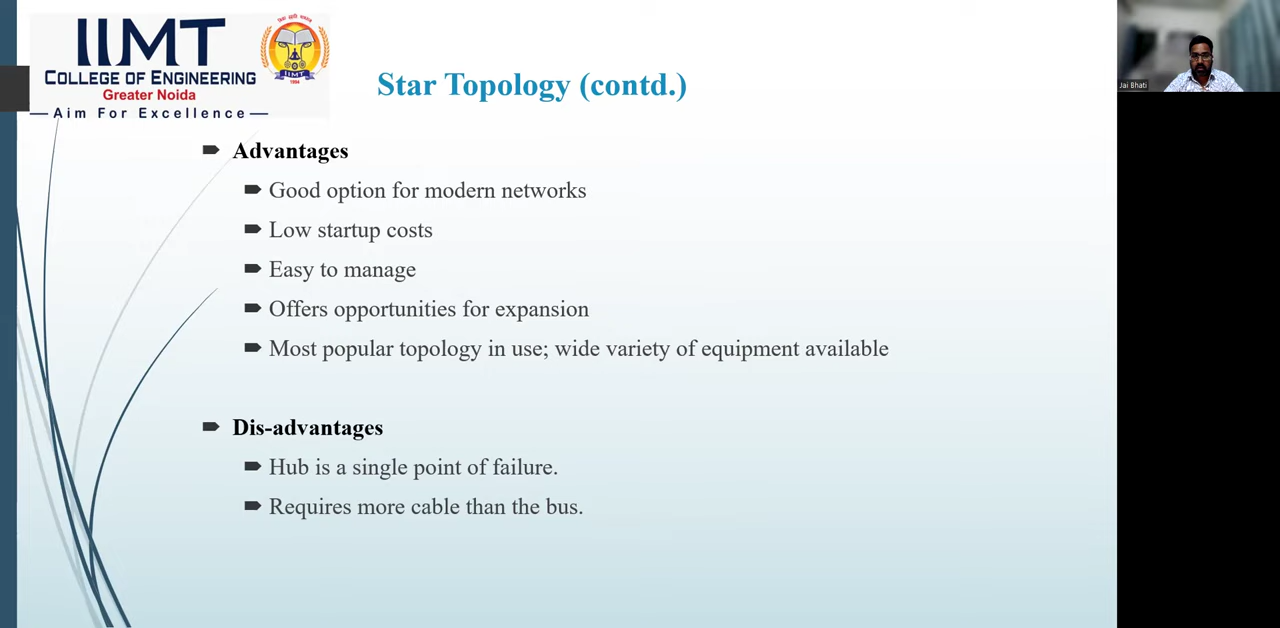 IIMT
COLLEGE OF ENGINEERING
Greater Noida
Aim For Excellence
IIMT
1994
Star Topology (contd.)
Jai Bhati
Advantages
Good option for modern networks
Low startup costs
Easy to manage
Offers opportunities for expansion
Most popular topology in use; wide variety of equipment available
Dis-advantages
Hub is a single point of failure.
Requires more cable than the bus.